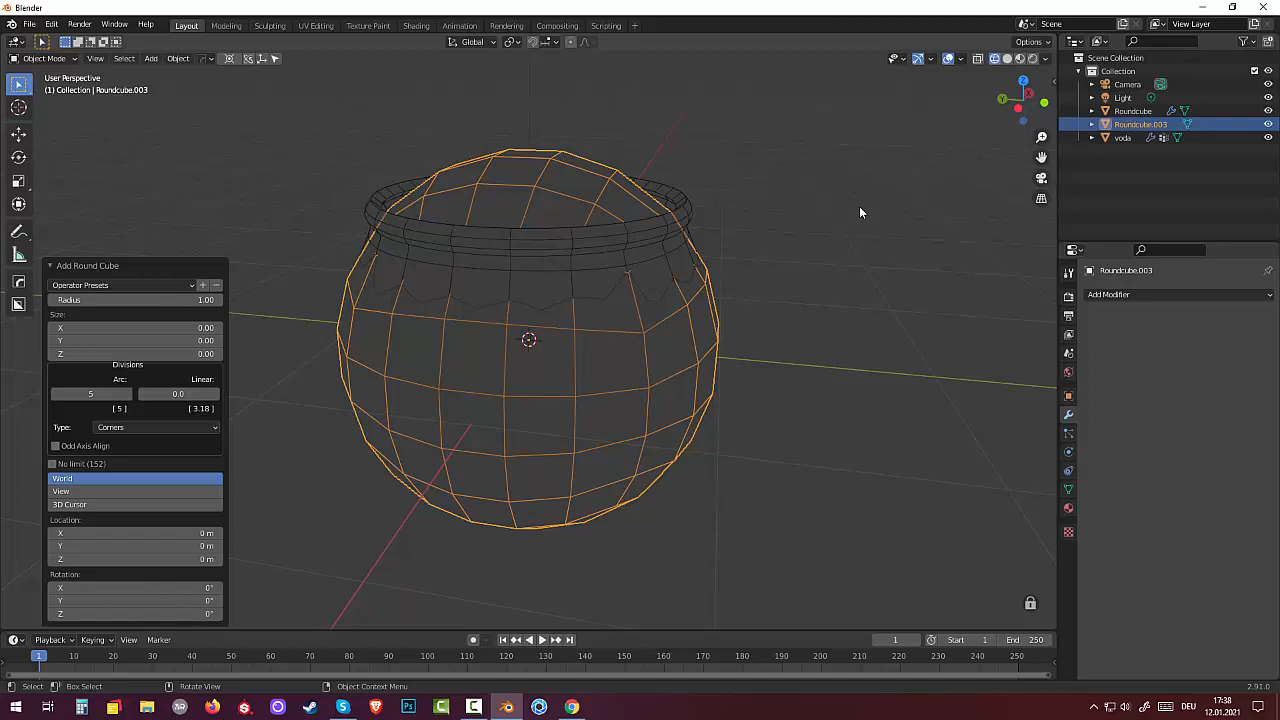 Blender
File Edit Render Window Help Layout Modeling Sculpting UV Editing Texture Paint Shading Animation Rendering Compositing Scripting + Scene View Layer
Global Options
Object Mode View Select Add Object
User Perspective
(1) Collection | Roundcube.003
Scene Collection
Collection
Camera
Light
Roundcube
Roundcube.003
voda
Z
Y
X
Add Round Cube
Operator Presets
Radius 1.00
Size:
X 0.00
Y 0.00
Z 0.00
Divisions
Arc: Linear:
5 0.0
[ 5 ] [ 3.18 ]
Type: Corners
Odd Axis Align
No limit (152)
World
View
3D Cursor
Location:
X 0 m
Y 0 m
Z 0 m
Rotation:
X 0°
Y 0°
Z 0°
Roundcube.003
Add Modifier
Playback Keying View Marker 1 Start 1 End 250
1 10 20 30 40 50 60 70 80 90 100 110 120 130 140 150 160 170 180 190 200 210 220 230 240 250
Select Box Select Rotate View Object Context Menu 2.91.0
DEU 17:38
12.01.2021